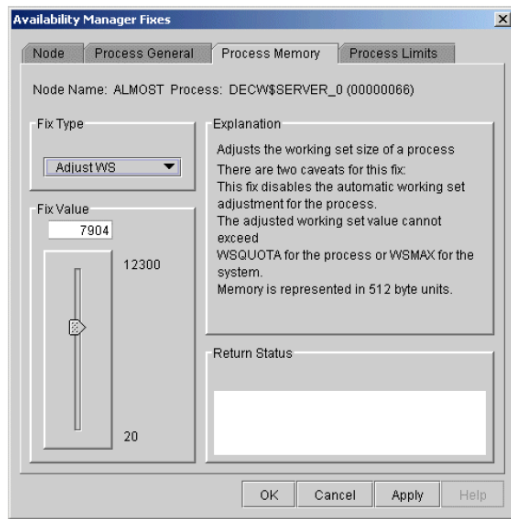 Availability Manager Fixes
Node Process General Process Memory Process Limits
Node Name: ALMOST Process: DECW$SERVER_0 (00000066)
Fix Type
Adjust WS
Fix Value
7904
12300
20
Explanation
Adjusts the working set size of a process
There are two caveats for this fix:
This fix disables the automatic working set
adjustment for the process.
The adjusted working set value cannot
exceed
WSQUOTA for the process or WSMAX for the
system.
Memory is represented in 512 byte units.
Return Status
OK Cancel Apply Help